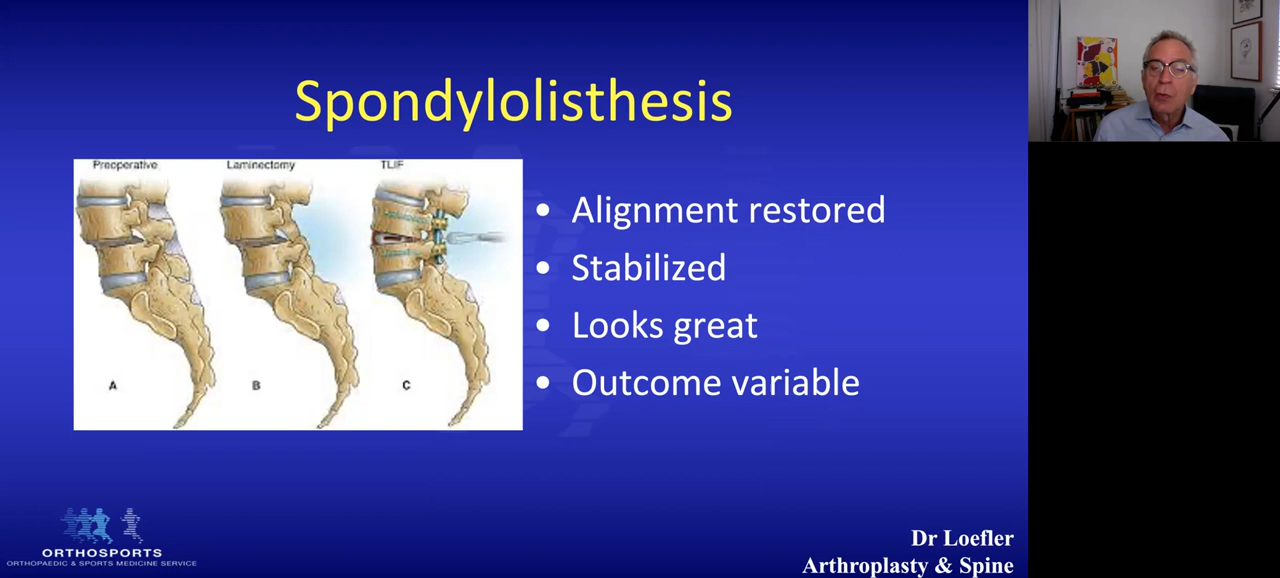 Spondylolisthesis
Preoperative Laminectomy TLIF
A B C
• Alignment restored
• Stabilized
• Looks great
• Outcome variable
ORTHOSPORTS
ORTHOPAEDIC & SPORTS MEDICINE SERVICE
Dr Loefler
Arthroplasty & Spine